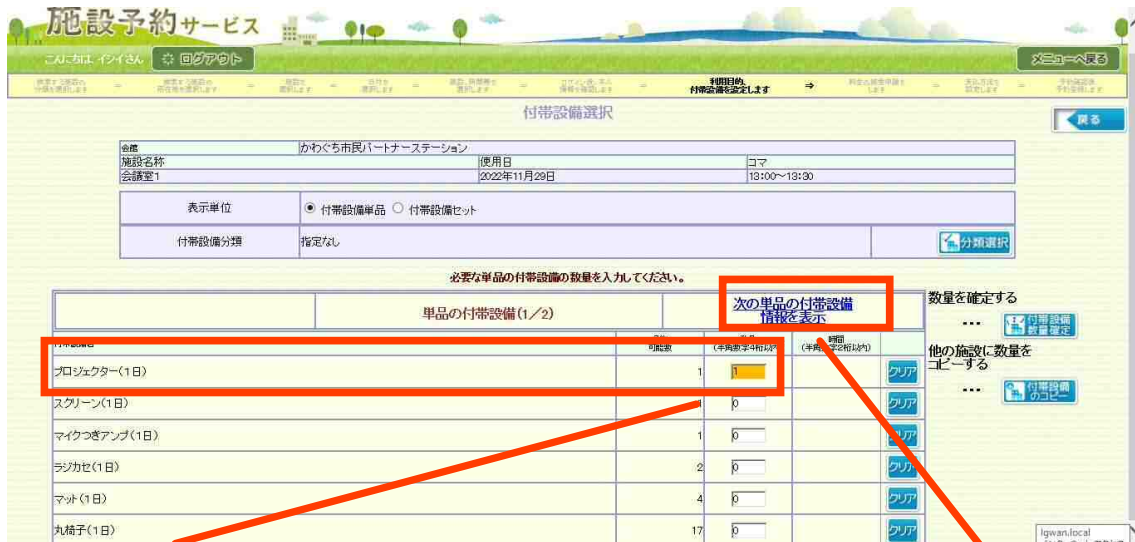 施設予約サービス
こんにちは イシイさん ログアウト メニューへ戻る
利用目的、
付帯設備を設定します ⇒
付帯設備選択
戻る
会館 かわぐち市民パートナーステーション
施設名称 使用日 コマ
会議室1 2022年11月29日 13:00～13:30
表示単位 付帯設備単品 付帯設備セット
付帯設備分類 指定なし 分類選択
必要な単品の付帯設備の数量を入力してください。
単品の付帯設備(1/2) 次の単品の付帯設備
情報を表示
数量を確定する
… 付帯設備
数量確定
可能数 (半角数字4桁以内) 時間
他の施設に数量を
コピーする
… 付帯設備
のコピー
プロジェクター(1日) 1 1 クリア
スクリーン(1日) 0 クリア
マイクつきアンプ(1日) 1 0 クリア
ラジカセ(1日) 2 0 クリア
マット(1日) 4 0 クリア
丸椅子(1日) 17 0 クリア
lgwan.local